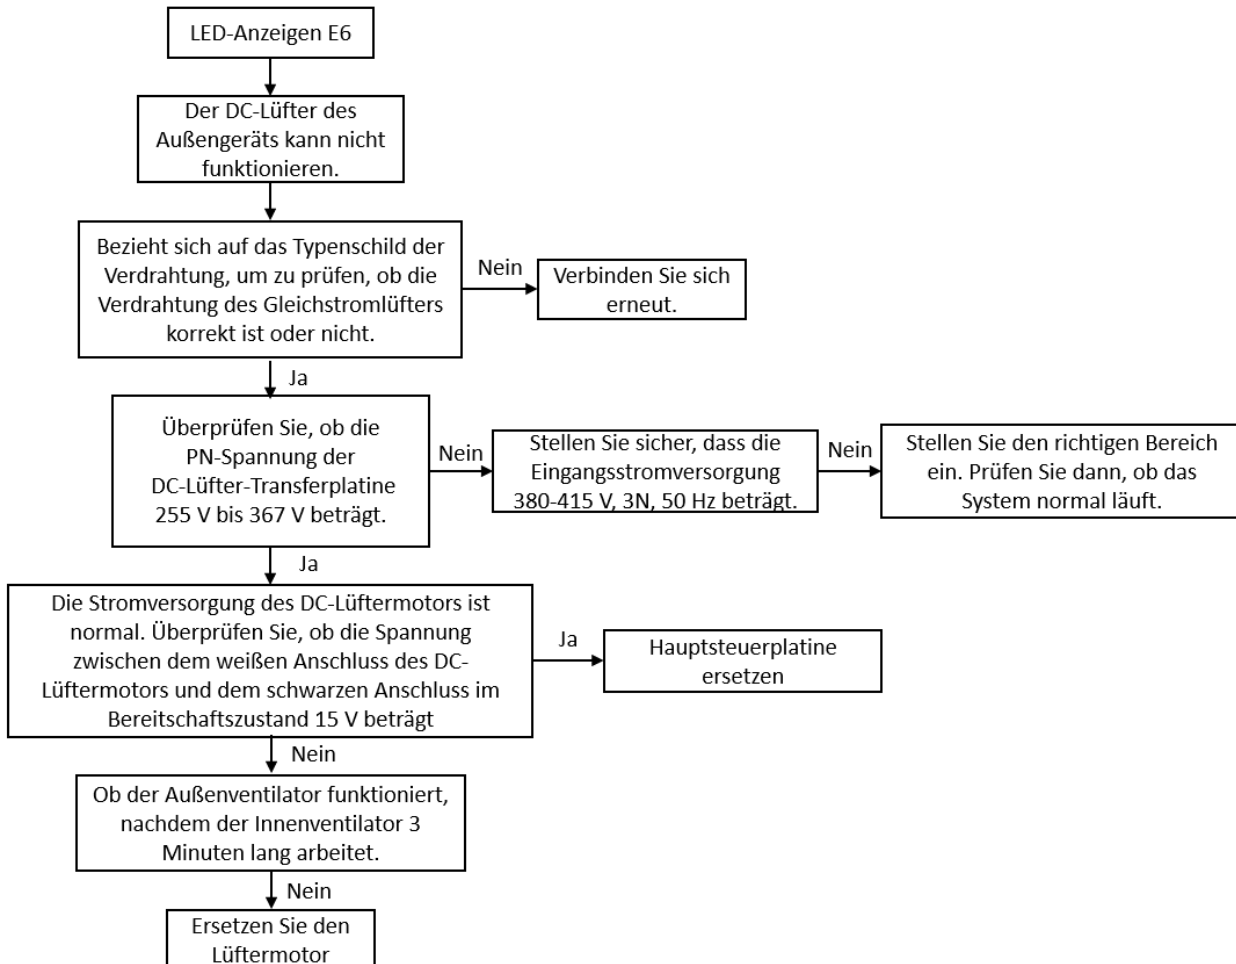 LED-Anzeigen E6
Der DC-Lüfter des
Außengeräts kann nicht
funktionieren.
Bezieht sich auf das Typenschild der
Verdrahtung, um zu prüfen, ob die
Verdrahtung des Gleichstromlüfters
korrekt ist oder nicht.
Nein
Verbinden Sie sich
erneut.
Ja
Überprüfen Sie, ob die
PN-Spannung der
DC-Lüfter-Transferplatine
255 V bis 367 V beträgt.
Nein
Stellen Sie sicher, dass die
Eingangsstromversorgung
380-415 V, 3N, 50 Hz beträgt.
Nein
Stellen Sie den richtigen Bereich
ein. Prüfen Sie dann, ob das
System normal läuft.
Ja
Die Stromversorgung des DC-Lüftermotors ist
normal. Überprüfen Sie, ob die Spannung
zwischen dem weißen Anschluss des DC-
Lüftermotors und dem schwarzen Anschluss im
Bereitschaftszustand 15 V beträgt
Ja
Hauptsteuerplatine
ersetzen
Nein
Ob der Außenventilator funktioniert,
nachdem der Innenventilator 3
Minuten lang arbeitet.
Nein
Ersetzen Sie den
Lüftermotor